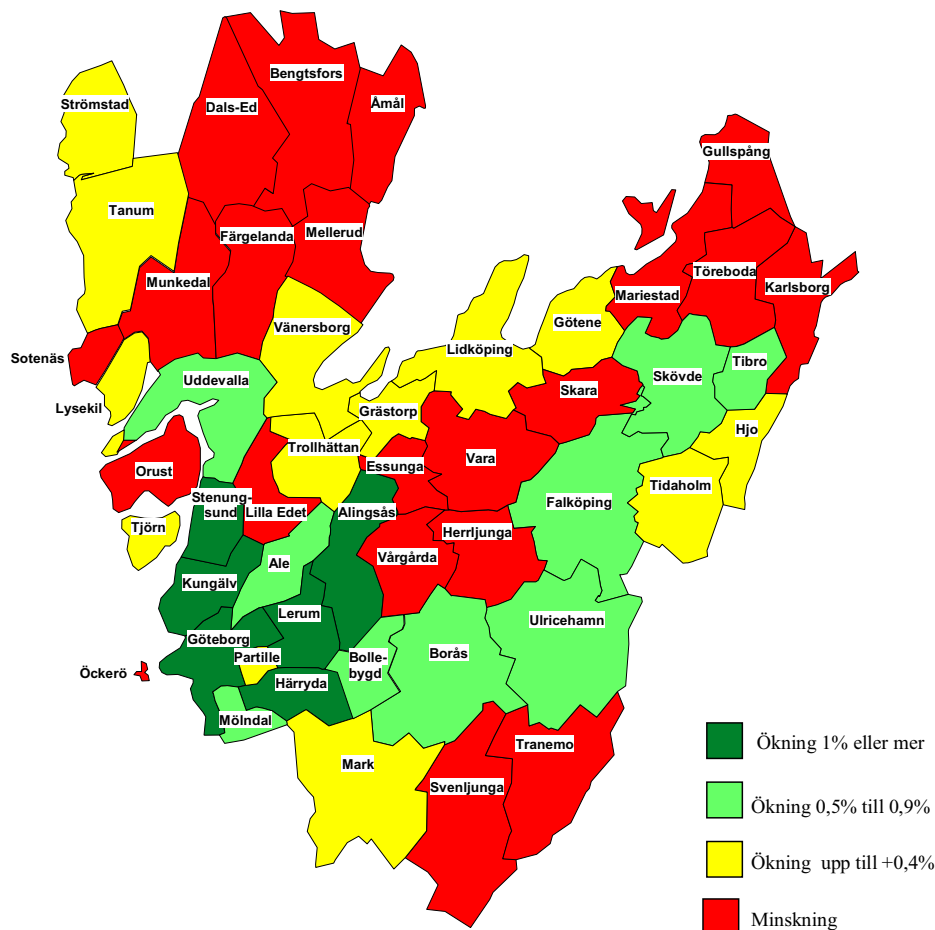 Bengtsfors
Strömstad
Dals-Ed
Åmål
Gullspång
Tanum
Färgelanda
Mellerud
Munkedal
Töreboda
Karlsborg
Mariestad
Vänersborg
Götene
Sotenäs
Lidköping
Tibro
Skövde
Uddevalla
Skara
Lysekil
Grästorp
Hjo
Trollhättan
Essunga
Vara
Orust
Tidaholm
Stenung-
sund
Lilla Edet
Alingsås
Falköping
Tjörn
Herrljunga
Vårgårda
Ale
Kungälv
Lerum
Ulricehamn
Göteborg
Partille
Bolle-
bygd
Borås
Öckerö
Härryda
Mölndal
Mark
Tranemo
Svenljunga
Ökning 1% eller mer
Ökning 0,5% till 0,9%
Ökning upp till +0,4%
Minskning